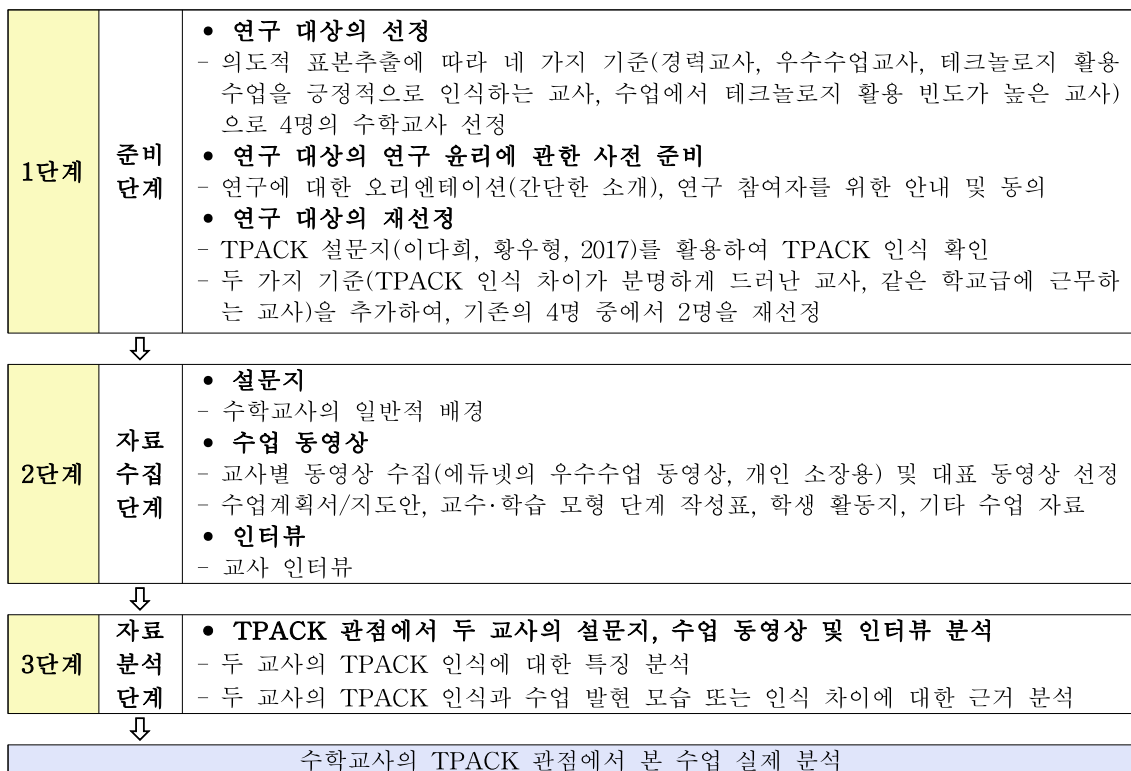 1단계
준비
단계
• 연구 대상의 선정
- 의도적 표본추출에 따라 네 가지 기준(경력교사, 우수수업교사, 테크놀로지 활용
수업을 긍정적으로 인식하는 교사, 수업에서 테크놀로지 활용 빈도가 높은 교사)
으로 4명의 수학교사 선정
• 연구 대상의 연구 윤리에 관한 사전 준비
- 연구에 대한 오리엔테이션(간단한 소개), 연구 참여자를 위한 안내 및 동의
• 연구 대상의 재선정
- TPACK 설문지(이다희, 황우형, 2017)를 활용하여 TPACK 인식 확인
- 두 가지 기준(TPACK 인식 차이가 분명하게 드러난 교사, 같은 학교급에 근무하
는 교사)을 추가하여, 기존의 4명 중에서 2명을 재선정
⇩
2단계
자료
수집
단계
• 설문지
- 수학교사의 일반적 배경
• 수업 동영상
- 교사별 동영상 수집(에듀넷의 우수수업 동영상, 개인 소장용) 및 대표 동영상 선정
- 수업계획서/지도안, 교수·학습 모형 단계 작성표, 학생 활동지, 기타 수업 자료
• 인터뷰
- 교사 인터뷰
⇩
3단계
자료
분석
단계
• TPACK 관점에서 두 교사의 설문지, 수업 동영상 및 인터뷰 분석
- 두 교사의 TPACK 인식에 대한 특징 분석
- 두 교사의 TPACK 인식과 수업 발현 모습 또는 인식 차이에 대한 근거 분석
⇩
수학교사의 TPACK 관점에서 본 수업 실제 분석